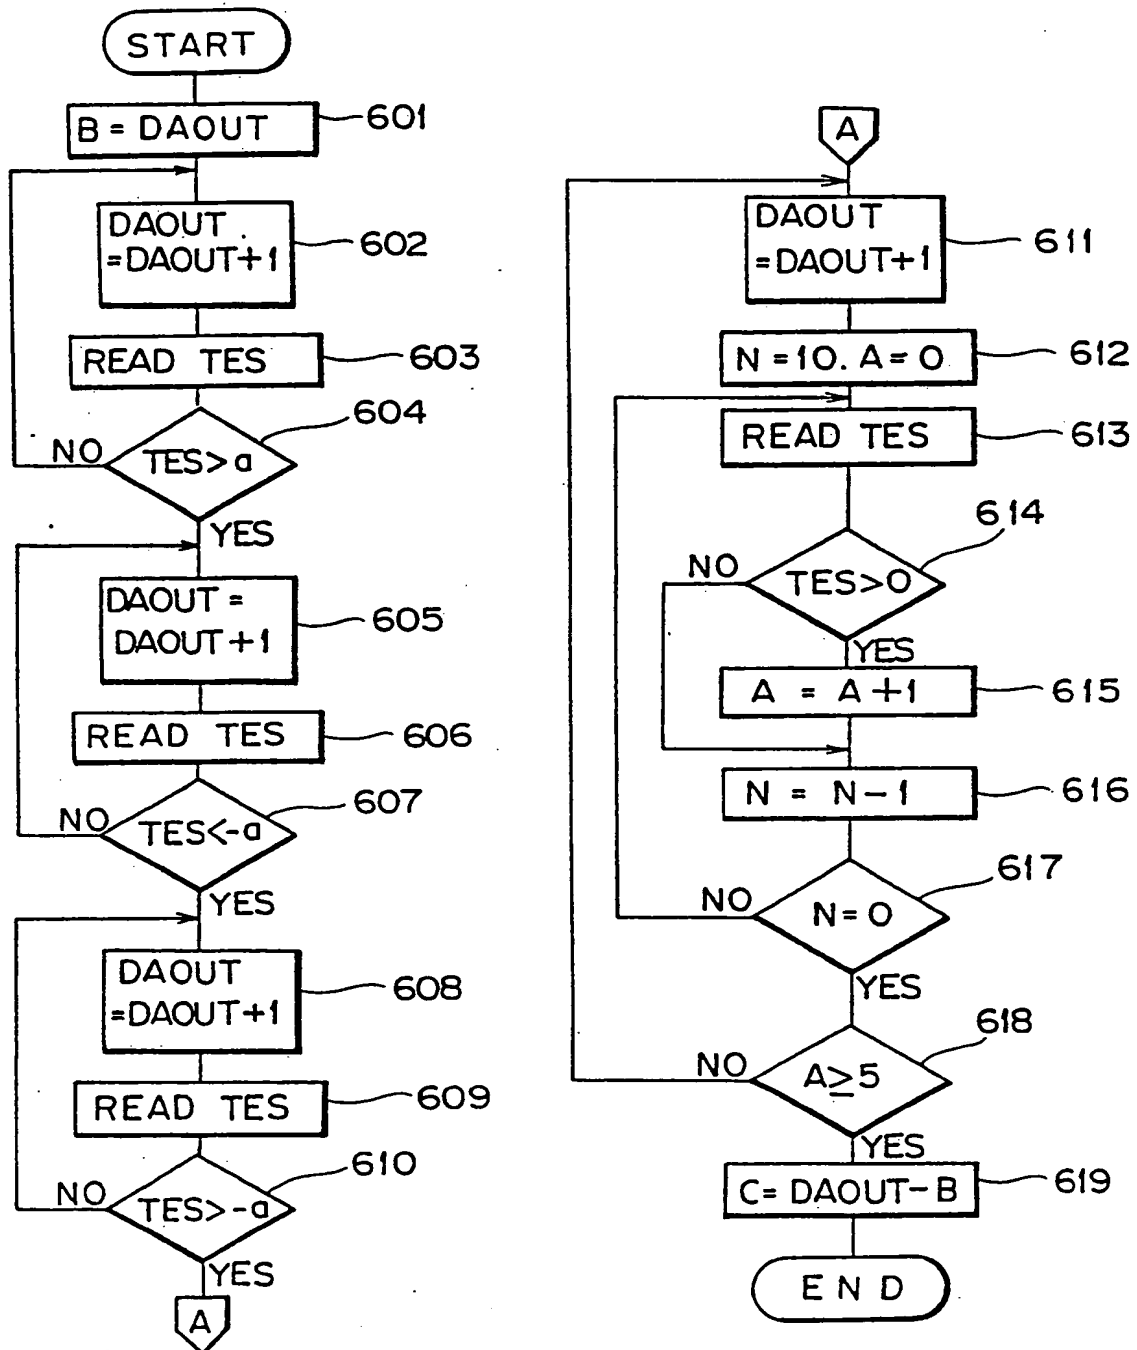 START
B = DAOUT
601
DAOUT
=DAOUT+1
602
READ TES
603
604
TES>a
NO
YES
DAOUT =
DAOUT+1
605
READ TES
606
607
TES<-a
NO
YES
DAOUT
=DAOUT+1
608
READ TES
609
610
TES>-a
NO
YES
A
A
DAOUT
=DAOUT+1
611
N=10. A=0
612
READ TES
613
614
TES>0
NO
YES
A = A+1
615
N = N-1
616
617
N=0
NO
YES
618
A≥5
NO
YES
C= DAOUT-B
619
END